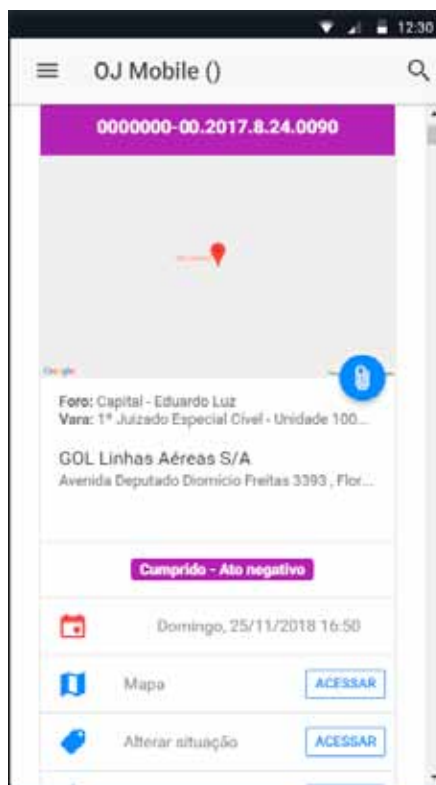 12:30
OJ Mobile ()
0000000-00.2017.8.24.0090
Google
Foro: Capital - Eduardo Luz
Vara: 1º Juizado Especial Cível - Unidade 100...
GOL Linhas Aéreas S/A
Avenida Deputado Diomício Freitas 3393 , Flor...
Cumprido - Ato negativo
Domingo, 25/11/2018 16:50
Mapa
ACESSAR
Alterar situação
ACESSAR